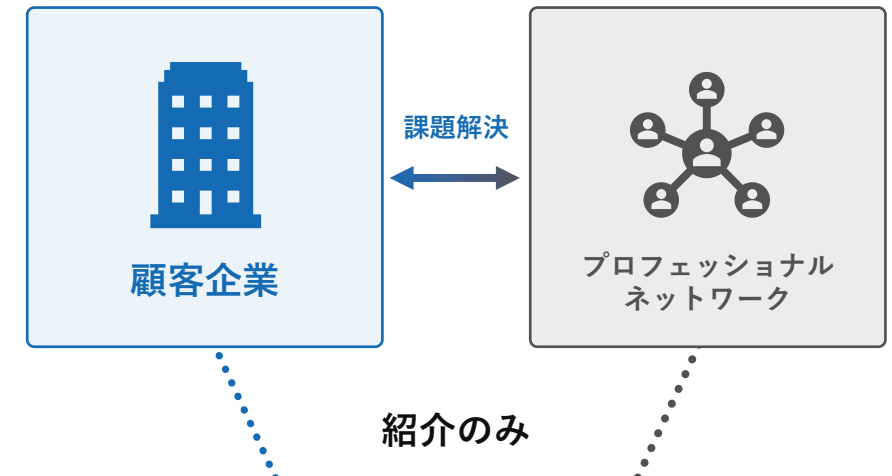 課題解決
顧客企業
プロフェッショナル
ネットワーク
紹介のみ